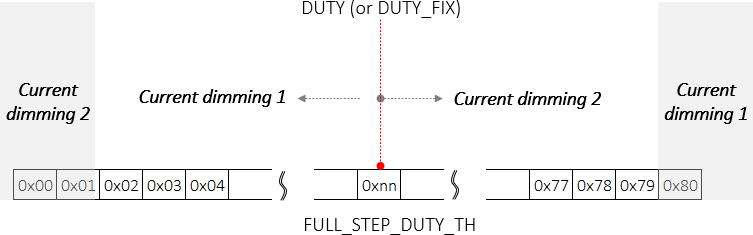 DUTY (or DUTY_FIX)
Current
dimming 2
Current dimming 1
Current dimming 2
Current
dimming 1
0x00 0x01 0x02 0x03 0x04 0xnn 0x77 0x78 0x79 0x80
FULL_STEP_DUTY_TH